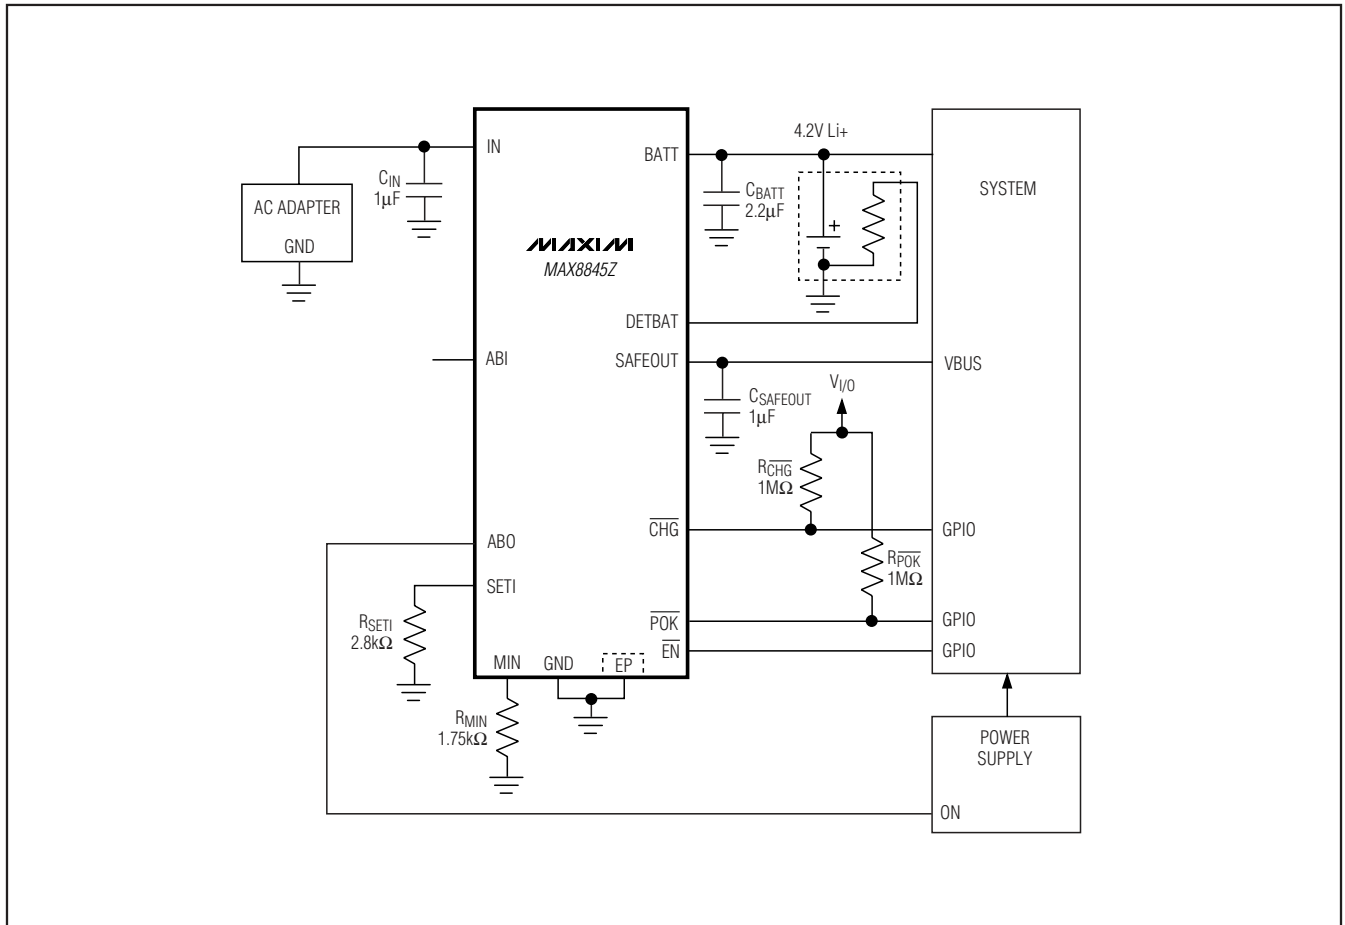 4.2V Li+
IN
BATT
SYSTEM
CIN
1µF
CBATT
2.2µF
AC ADAPTER
GND
+
MAXIM
MAX8845Z
DETBAT
ABI
SAFEOUT
VBUS
VI/O
CSAFEOUT
1µF
RCHG
1MΩ
CHG
GPIO
ABO
RPOK
1MΩ
SETI
RSETI
2.8kΩ
POK
GPIO
EN
GPIO
MIN
GND
EP
RMIN
1.75kΩ
POWER
SUPPLY
ON